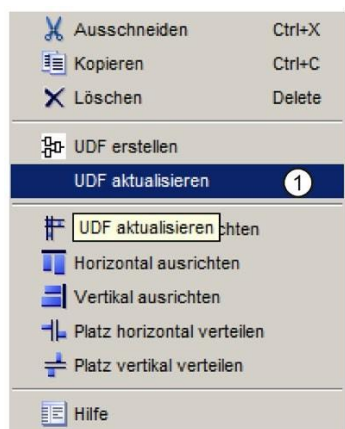 Ausschneiden Ctrl+X
Kopieren Ctrl+C
Löschen Delete
UDF erstellen
UDF aktualisieren 1
UDF aktualisieren
Horizontal ausrichten
Vertikal ausrichten
Platz horizontal verteilen
Platz vertikal verteilen
Hilfe